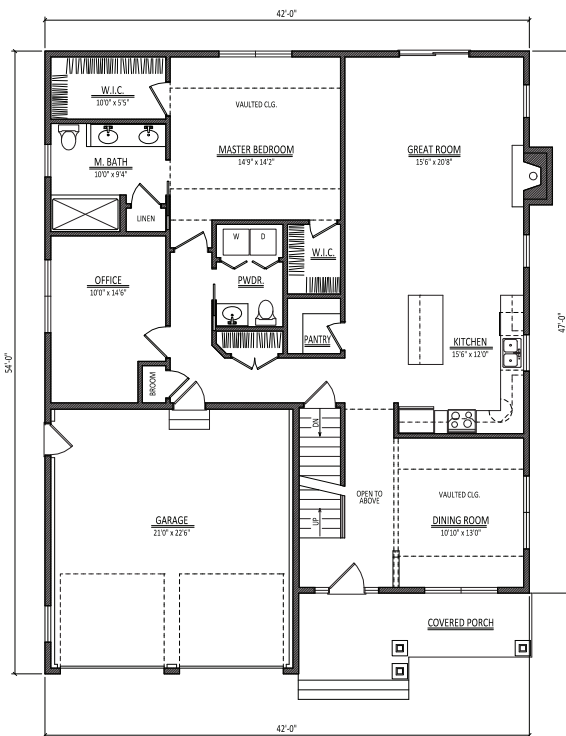 42'-0"
W.I.C.
10'0" x 5'5"
VAULTED CLG.
MASTER BEDROOM
14'9" x 14'2"
GREAT ROOM
15'6" x 20'8"
M. BATH
10'0" x 9'4"
LINEN
W
D
W.I.C.
PWDR.
OFFICE
10'0" x 14'6"
PANTRY
KITCHEN
15'6" x 12'0"
47'-0"
54'-0"
BROOM
DN
UP
OPEN TO
ABOVE
VAULTED CLG.
DINING ROOM
10'10" x 13'0"
GARAGE
21'0" x 22'6"
COVERED PORCH
42'-0"